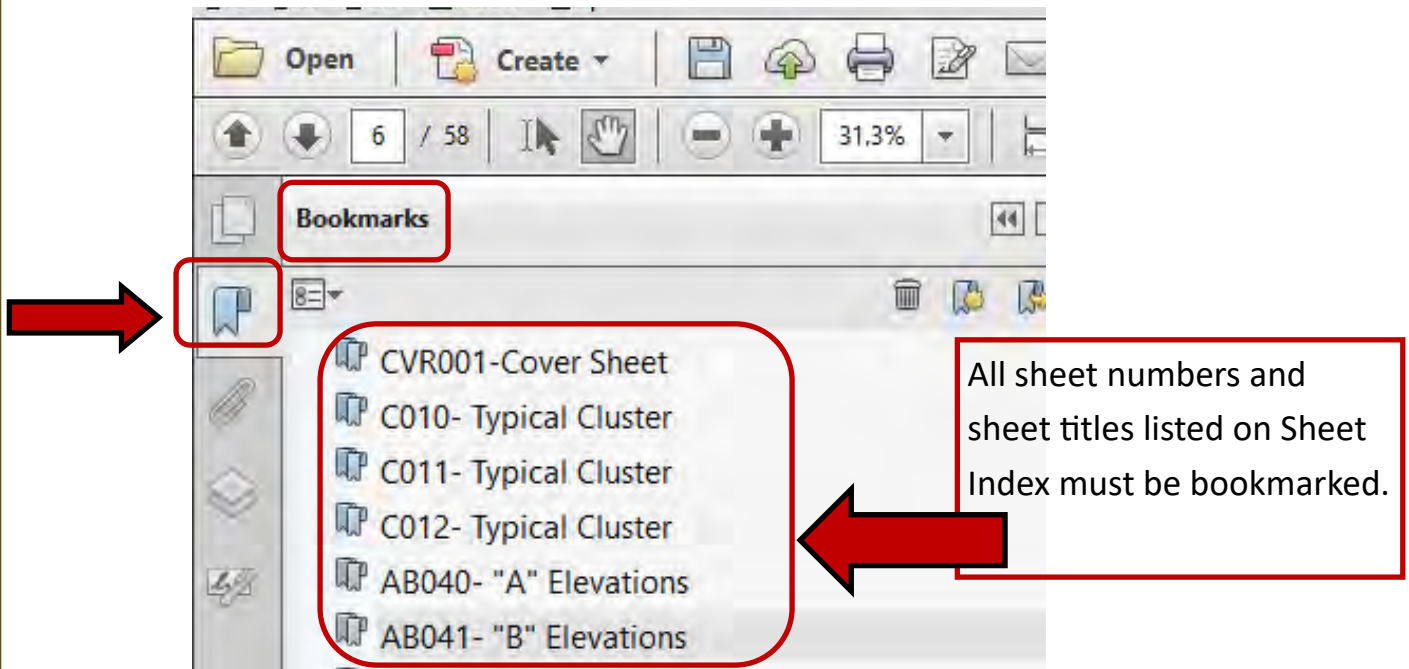 Open Create
6 / 58 31,3%
Bookmarks
CVR001-Cover Sheet
C010- Typical Cluster
C011- Typical Cluster
C012- Typical Cluster
AB040- "A" Elevations
AB041- "B" Elevations
All sheet numbers and
sheet titles listed on Sheet
Index must be bookmarked.